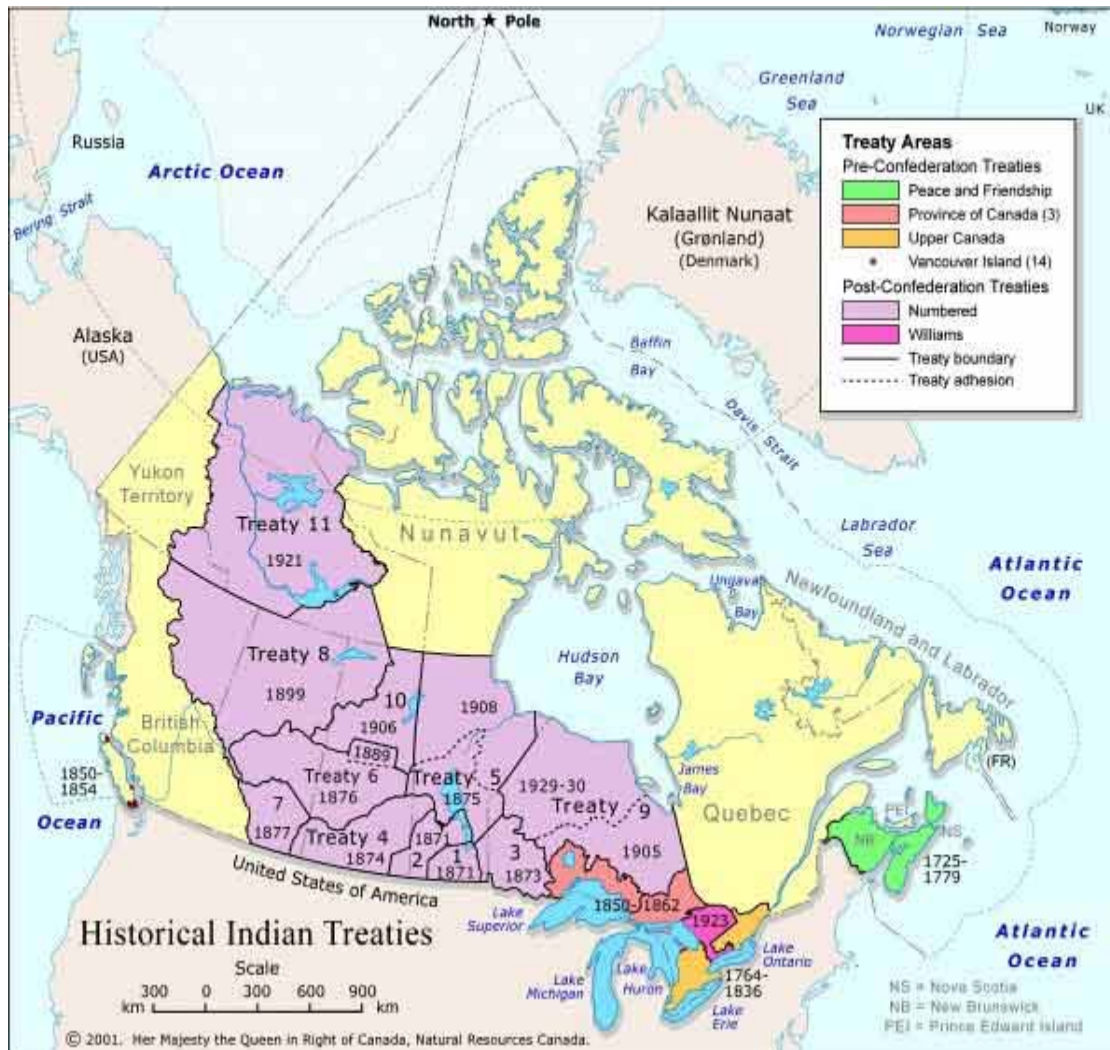 North ★ Pole
Norwegian Sea
Norway
Greenland
Sea
UK
Russia
Arctic Ocean
Bering Strait
Kalaallit Nunaat
(Grønland)
(Denmark)
Treaty Areas
Pre-Confederation Treaties
Peace and Friendship
Province of Canada (3)
Upper Canada
Vancouver Island (14)
Post-Confederation Treaties
Numbered
Williams
Treaty boundary
Treaty adhesion
Alaska
(USA)
Baffin
Bay
Davis Strait
Yukon
Territory
Treaty 11
1921
Nunavut
Labrador
Sea
Atlantic
Ocean
Ungava
Bay
Newfoundland and Labrador
Hudson
Bay
Treaty 8
1899
10
1906
1908
1889
Pacific
Ocean
British
Columbia
1850-
1854
Treaty 6
1876
Treaty 5
1875
1929-30
Treaty 9
1905
James
Bay
Quebec
(FR)
PEI
NS
NB
1725-
1779
7
1877
Treaty 4
1874
187
2
1
1871
3
1873
United States of America
1850-1862
1923
Lake
Superior
Lake
Michigan
Lake
Huron
Lake
Ontario
Lake
Erie
1764-
1836
Atlantic
Ocean
Historical Indian Treaties
Scale
300 0 300 600 900
km km
NS = Nova Scotia
NB = New Brunswick
PEI = Prince Edward Island
© 2001. Her Majesty the Queen in Right of Canada, Natural Resources Canada.